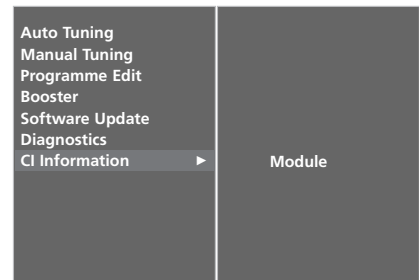 Auto Tuning
Manual Tuning
Programme Edit
Booster
Software Update
Diagnostics
CI Information ► Module